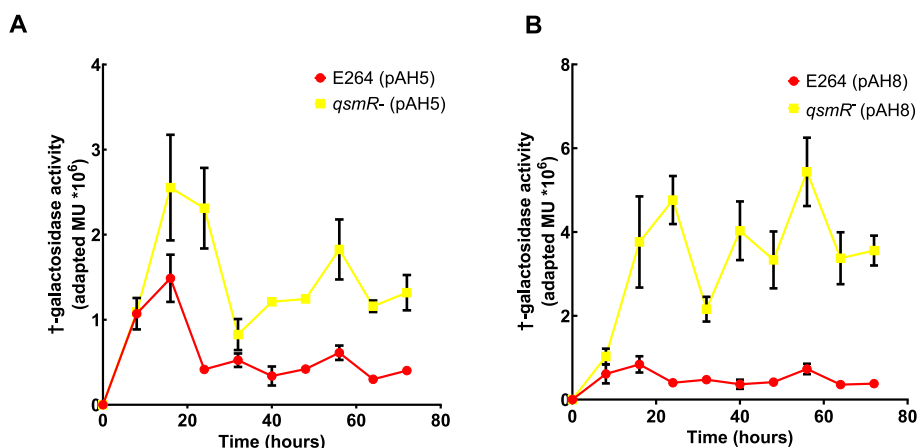 A
E264 (pAH5)
qsmR- (pAH5)
†-galactosidase activity
(adapted MU *10⁶)
4
3
2
1
0
0 20 40 60 80
Time (hours)
B
E264 (pAH8)
qsmR⁻ (pAH8)
†-galactosidase activity
(adapted MU *10⁶)
8
6
4
2
0
0 20 40 60 80
Time (hours)